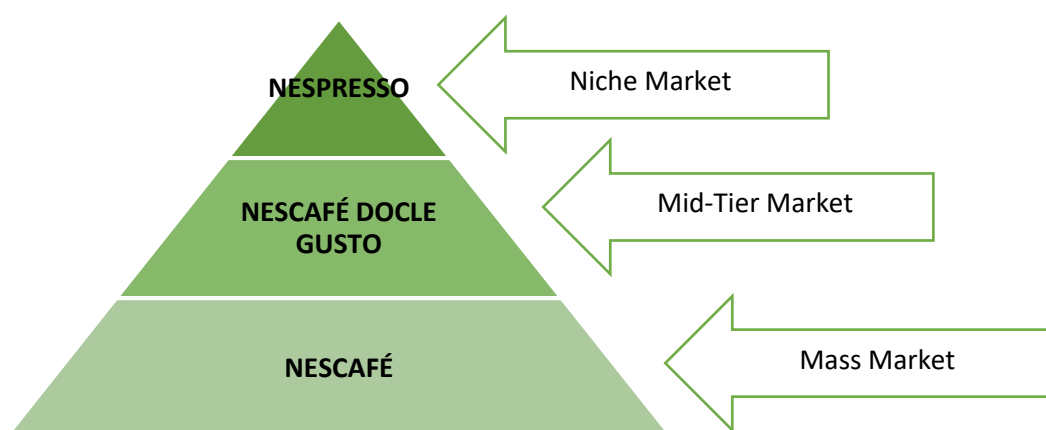 NESPRESSO
Niche Market
NESCAFÉ DOCLE
GUSTO
Mid-Tier Market
NESCAFÉ
Mass Market